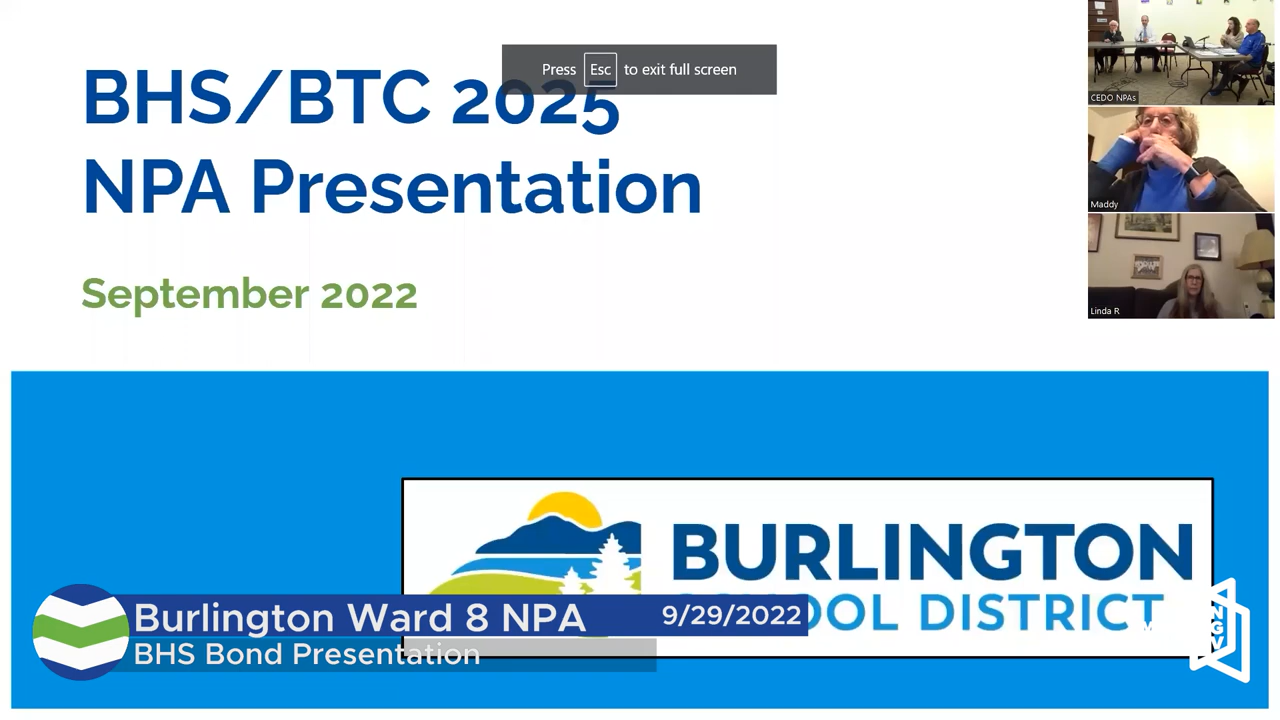 BHS/BTC 2025
NPA Presentation
September 2022
Press Esc to exit full screen
CEDO NPAs
Maddy
Linda R
BURLINGTON
OOL DISTRICT
Burlington Ward 8 NPA
9/29/2022
BHS Bond Presentation